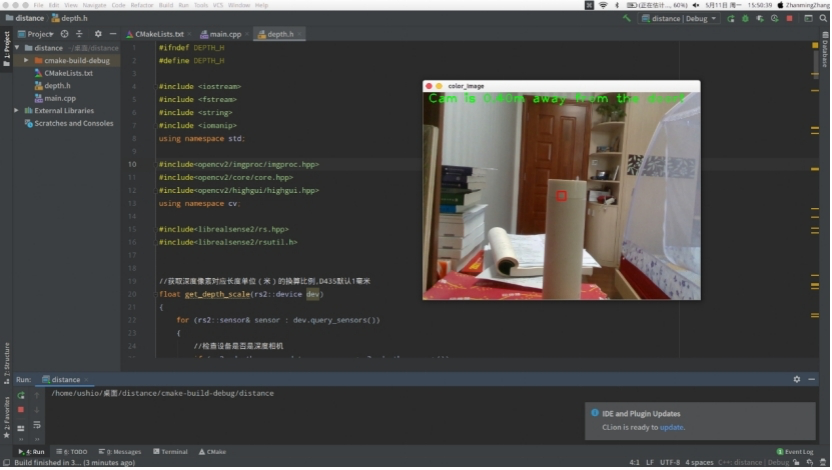 File Edit View Navigate Code Refactor Build Run Tools VCS Window Help
60%) 5月11日 周一 15:50:39 ZhanmingZhang
distance depth.h
distance | Debug
1: Project
Project
CMakeLists.txt main.cpp depth.h
Database
distance ~/桌面/distance
cmake-build-debug
CMakeLists.txt
depth.h
main.cpp
External Libraries
Scratches and Consoles
1 #ifndef DEPTH_H
2 #define DEPTH_H
3
4 #include <iostream>
5 #include <fstream>
6 #include <string>
7 #include <iomanip>
8 using namespace std;
9
10 #include<opencv2/imgproc/imgproc.hpp>
11 #include<opencv2/core/core.hpp>
12 #include<opencv2/highgui/highgui.hpp>
13 using namespace cv;
14
15 #include<librealsense2/rs.hpp>
16 #include<librealsense2/rsutil.h>
17
18
19 //获取深度像素对应长度单位(米)的换算比例,D435默认1毫米
20 float get_depth_scale(rs2::device dev)
21 {
22 for (rs2::sensor& sensor : dev.query_sensors())
23 {
24 //检查设备是否是深度相机
color_image
Cam is away from the
7: Structure
2: Favorites
Run: distance
/home/ushio/桌面/distance/cmake-build-debug/distance
IDE and Plugin Updates
CLion is ready to update.
4: Run 6: TODO 0: Messages Terminal CMake
1 Event Log
Build finished in 3... (3 minutes ago)
4:1 LF UTF-8 4 spaces C++: distance | Debug